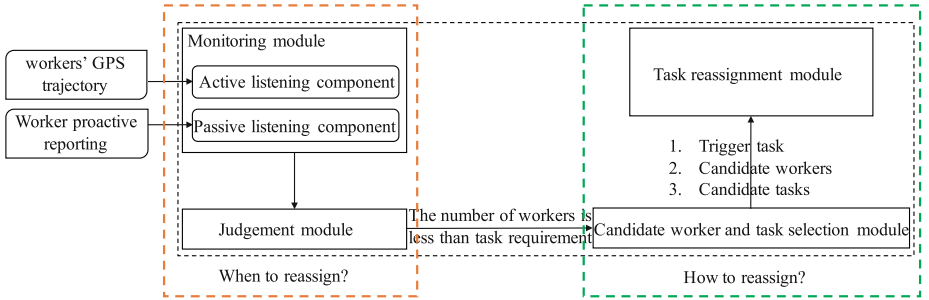 workers' GPS
trajectory
Worker proactive
reporting
Monitoring module
Active listening component
Passive listening component
Judgement module
When to reassign?
The number of workers is
less than task requirement
Task reassignment module
1. Trigger task
2. Candidate workers
3. Candidate tasks
Candidate worker and task selection module
How to reassign?